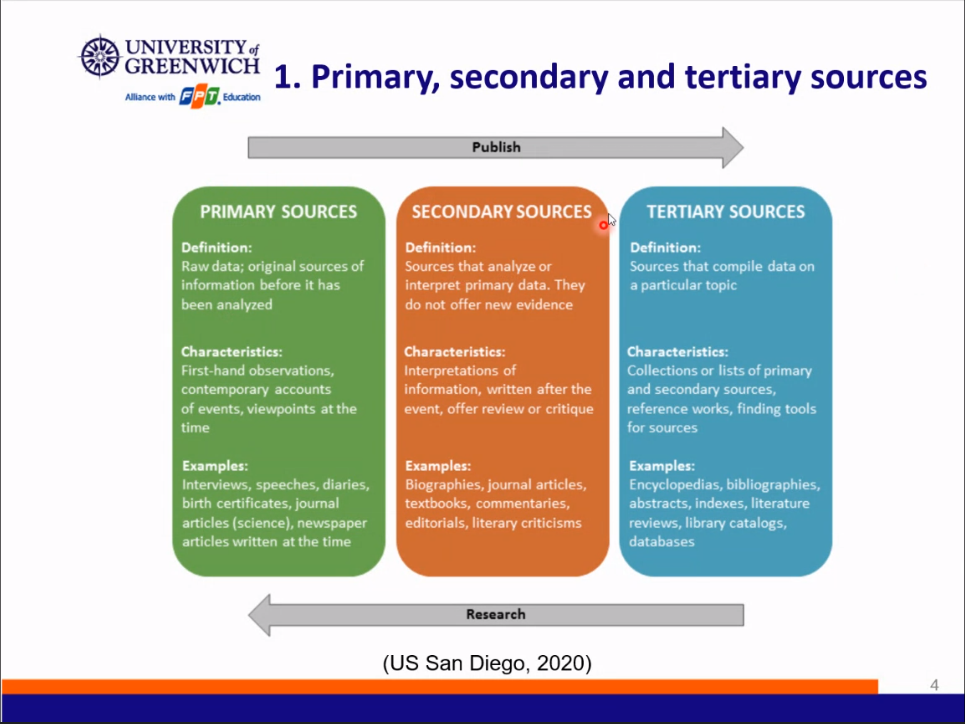 UNIVERSITY of
GREENWICH
Alliance with FPT. Education
1. Primary, secondary and tertiary sources
Publish
PRIMARY SOURCES
Definition:
Raw data; original sources of
information before it has
been analyzed
Characteristics:
First-hand observations,
contemporary accounts
of events, viewpoints at the
time
Examples:
Interviews, speeches, diaries,
birth certificates, journal
articles (science), newspaper
articles written at the time
SECONDARY SOURCES
Definition:
Sources that analyze or
interpret primary data. They
do not offer new evidence
Characteristics:
Interpretations of
information, written after the
event, offer review or critique
Examples:
Biographies, journal articles,
textbooks, commentaries,
editorials, literary criticisms
TERTIARY SOURCES
Definition:
Sources that compile data on
a particular topic
Characteristics:
Collections or lists of primary
and secondary sources,
reference works, finding tools
for sources
Examples:
Encyclopedias, bibliographies,
abstracts, indexes, literature
reviews, library catalogs,
databases
Research
(US San Diego, 2020)
4